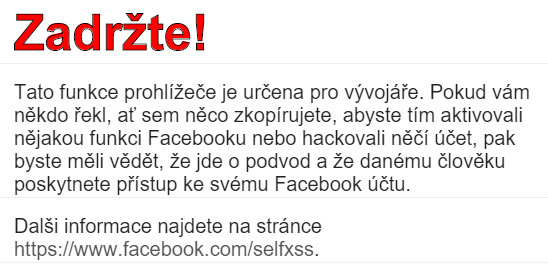 Zadržte!
Tato funkce prohlížeče je určena pro vývojáře. Pokud vám
někdo řekl, ať sem něco zkopírujete, abyste tím aktivovali
nějakou funkci Facebooku nebo hackovali něčí účet, pak
byste měli vědět, že jde o podvod a že danému člověku
poskytnete přístup ke svému Facebook účtu.
Dalši informace najdete na stránce
https://www.facebook.com/selfxss.